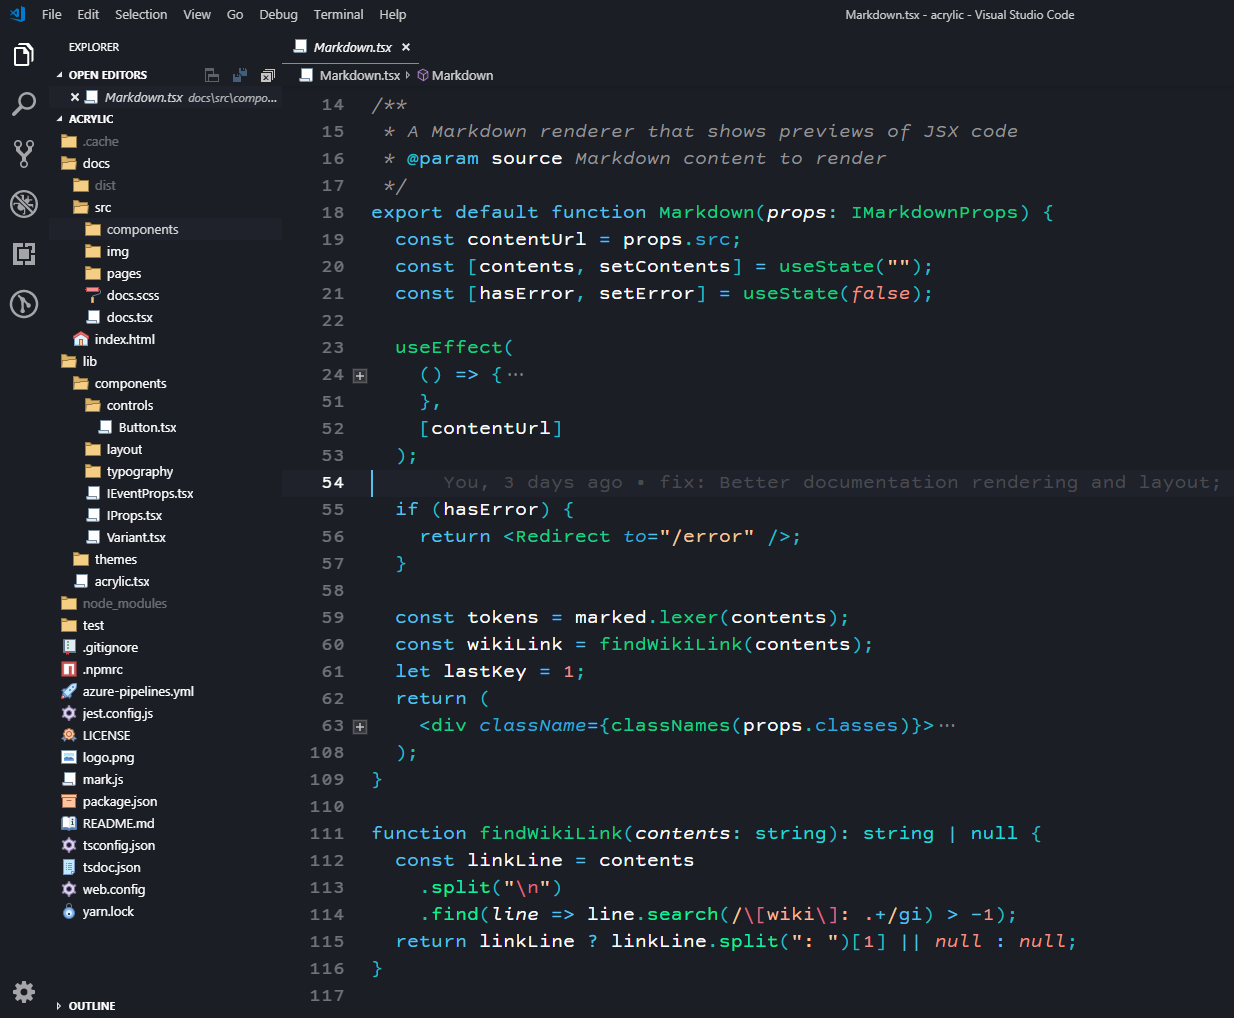 File Edit Selection View Go Debug Terminal Help
Markdown.tsx - acrylic - Visual Studio Code
EXPLORER
OPEN EDITORS
Markdown.tsx docs\src\compo...
ACRYLIC
.cache
docs
dist
src
components
img
pages
docs.scss
docs.tsx
index.html
lib
components
controls
Button.tsx
layout
typography
IEventProps.tsx
IProps.tsx
Variant.tsx
themes
acrylic.tsx
node_modules
test
.gitignore
.npmrc
azure-pipelines.yml
jest.config.js
LICENSE
logo.png
mark.js
package.json
README.md
tsconfig.json
tsdoc.json
web.config
yarn.lock
OUTLINE
Markdown.tsx ×
Markdown.tsx Markdown
14 /**
15  * A Markdown renderer that shows previews of JSX code
16  * @param source Markdown content to render
17  */
18 export default function Markdown(props: IMarkdownProps) {
19   const contentUrl = props.src;
20   const [contents, setContents] = useState("");
21   const [hasError, setError] = useState(false);
22
23   useEffect(
24     () => {···
51     },
52     [contentUrl]
53   );
54       You, 3 days ago • fix: Better documentation rendering and layout;
55   if (hasError) {
56     return <Redirect to="/error" />;
57   }
58
59   const tokens = marked.lexer(contents);
60   const wikiLink = findWikiLink(contents);
61   let lastKey = 1;
62   return (
63     <div className={classNames(props.classes)}>···
108   );
109 }
110
111 function findWikiLink(contents: string): string | null {
112   const linkLine = contents
113     .split("\n")
114     .find(line => line.search(/\[wiki\]: .+/gi) > -1);
115   return linkLine ? linkLine.split(": ")[1] || null : null;
116 }
117